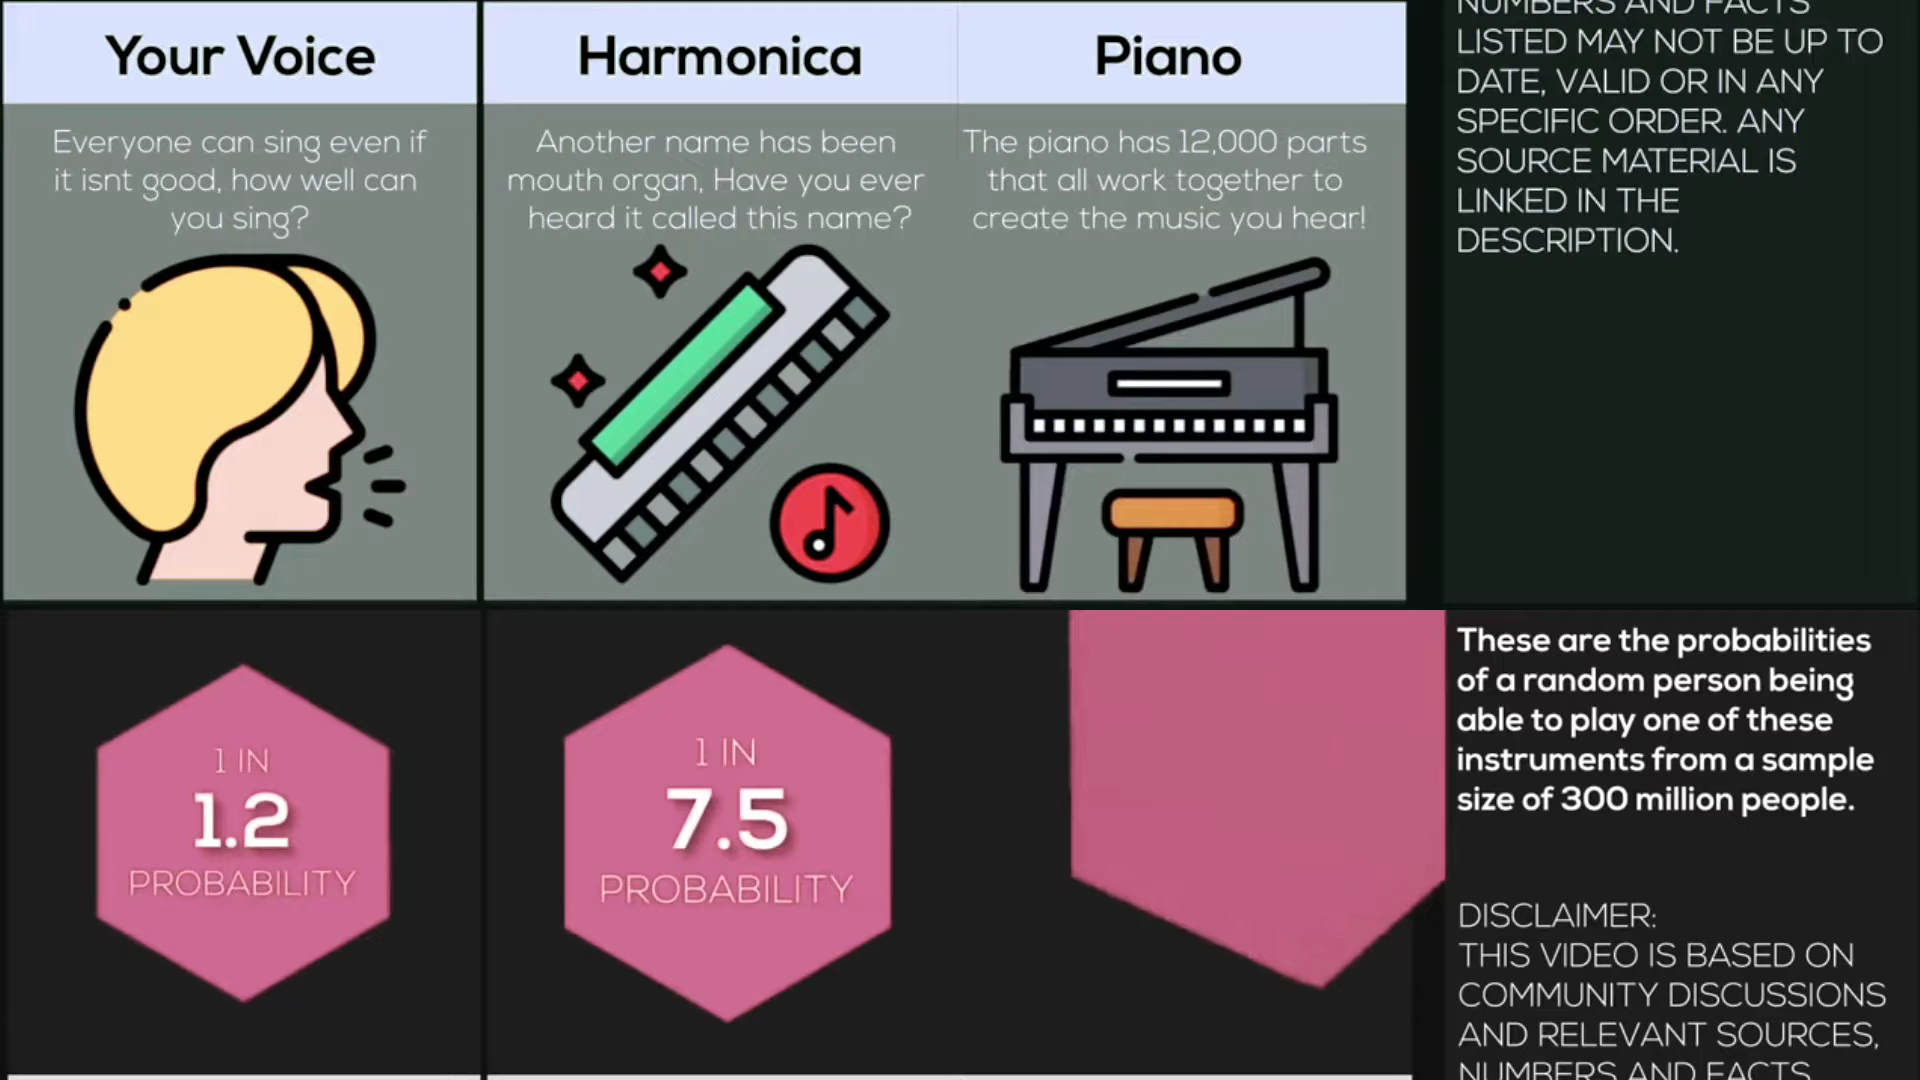 Your Voice
Everyone can sing even if
it isnt good, how well can
you sing?
Harmonica
Another name has been
mouth organ, Have you ever
heard it called this name?
Piano
The piano has 12,000 parts
that all work together to
create the music you hear!
NUMBERS AND FACTS
LISTED MAY NOT BE UP TO
DATE, VALID OR IN ANY
SPECIFIC ORDER. ANY
SOURCE MATERIAL IS
LINKED IN THE
DESCRIPTION.
1 IN
1.2
PROBABILITY
1 IN
7.5
PROBABILITY
These are the probabilities
of a random person being
able to play one of these
instruments from a sample
size of 300 million people.
DISCLAIMER:
THIS VIDEO IS BASED ON
COMMUNITY DISCUSSIONS
AND RELEVANT SOURCES,
NUMBERS AND FACTS